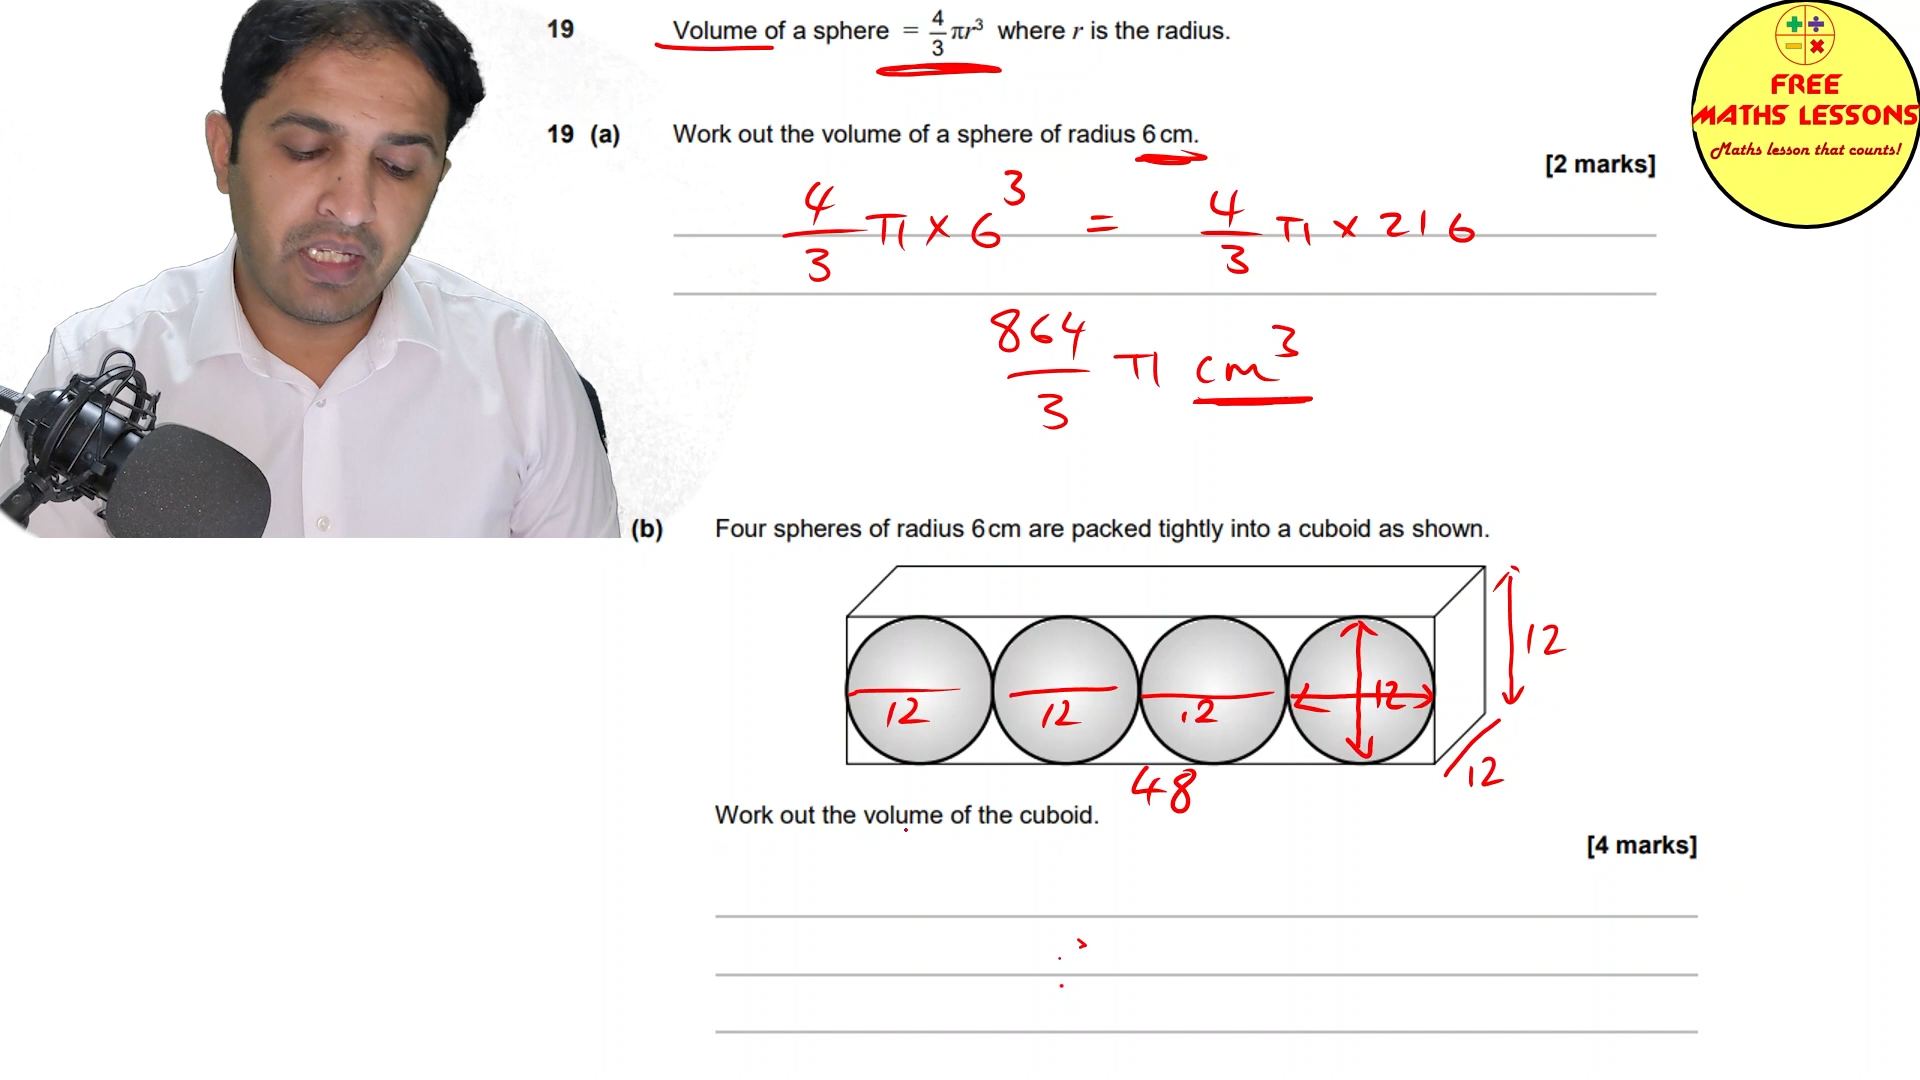 19 Volume of a sphere = 4/3 πr³ where r is the radius.
19 (a) Work out the volume of a sphere of radius 6 cm.
[2 marks]
4/3 π × 6³ = 4/3 π × 216
864/3 π cm³
(b) Four spheres of radius 6 cm are packed tightly into a cuboid as shown.
12
12 12 12 12
12
48
Work out the volume of the cuboid.
[4 marks]
FREE
MATHS LESSONS
Maths lesson that counts!